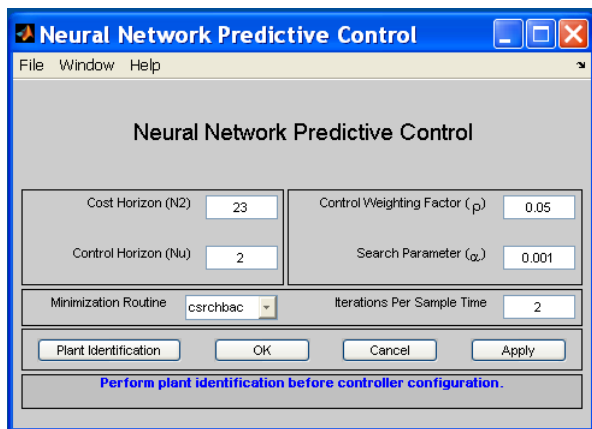 Neural Network Predictive Control
File Window Help
Neural Network Predictive Control
Cost Horizon (N2) 23
Control Weighting Factor (ρ) 0.05
Control Horizon (Nu) 2
Search Parameter (α) 0.001
Minimization Routine csrchbac
Iterations Per Sample Time 2
Plant Identification OK Cancel Apply
Perform plant identification before controller configuration.